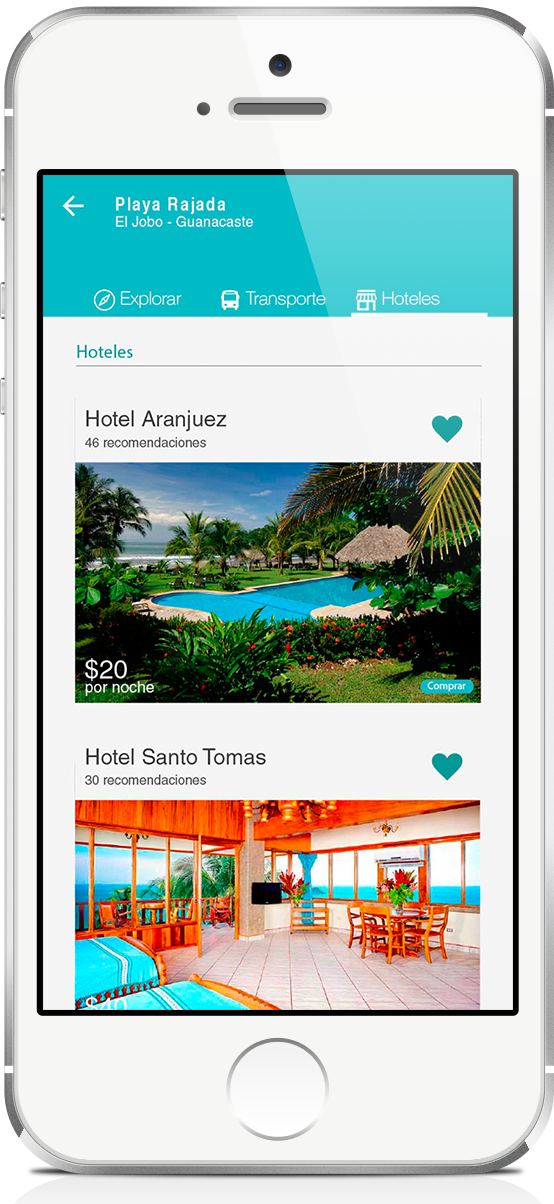 Playa Rajada
El Jobo - Guanacaste
Explorar Transporte Hoteles
Hoteles
Hotel Aranjuez
46 recomendaciones
$20
por noche
Comprar
Hotel Santo Tomas
30 recomendaciones
$40